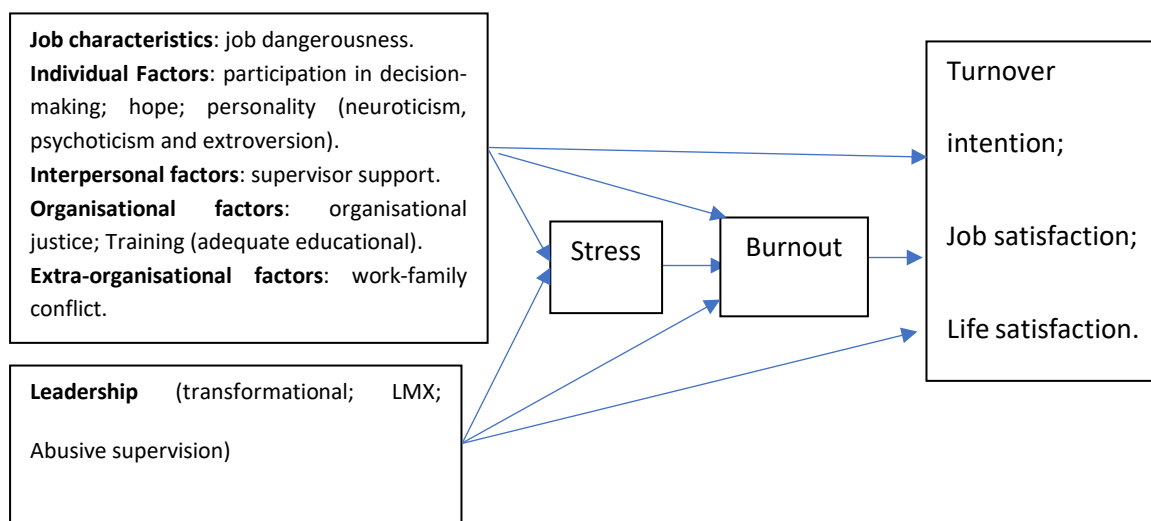 Job characteristics: job dangerousness.
Individual Factors: participation in decision-
making; hope; personality (neuroticism,
psychoticism and extroversion).
Interpersonal factors: supervisor support.
Organisational factors: organisational
justice; Training (adequate educational).
Extra-organisational factors: work-family
conflict.
Leadership (transformational; LMX;
Abusive supervision)
Stress
Burnout
Turnover
intention;
Job satisfaction;
Life satisfaction.